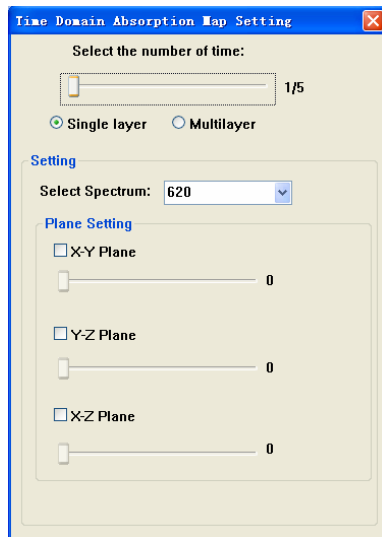 Time Domain Absorption Map Setting
Select the number of time:
1/5
Single layer Multilayer
Setting
Select Spectrum: 620
Plane Setting
X-Y Plane
0
Y-Z Plane
0
X-Z Plane
0